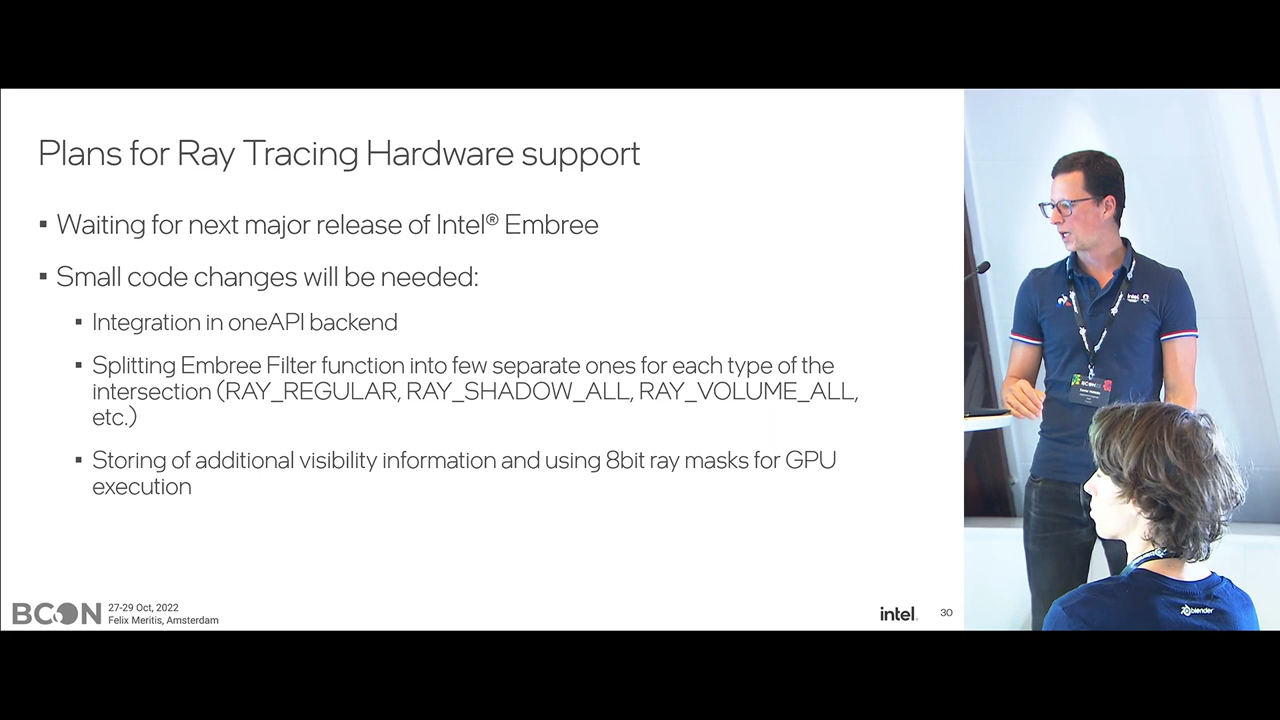 Plans for Ray Tracing Hardware support
▪ Waiting for next major release of Intel® Embree
▪ Small code changes will be needed:
▪ Integration in oneAPI backend
▪ Splitting Embree Filter function into few separate ones for each type of the
intersection (RAY_REGULAR, RAY_SHADOW_ALL, RAY_VOLUME_ALL,
etc.)
▪ Storing of additional visibility information and using 8bit ray masks for GPU
execution
BCON
27-29 Oct, 2022
Felix Meritis, Amsterdam
intel.
30
intel
BCON
blender